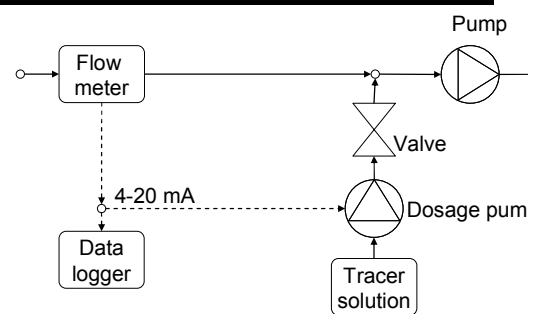 Pump
Flow
meter
Valve
4-20 mA
Dosage pum
Data
logger
Tracer
solution